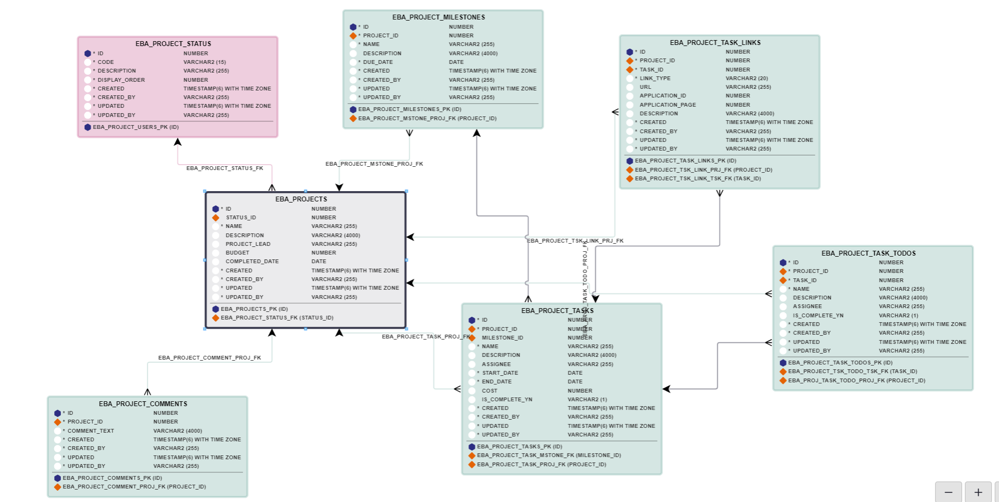 EBA_PROJECT_STATUS
* ID NUMBER
* CODE VARCHAR2 (15)
* DESCRIPTION VARCHAR2 (255)
* DISPLAY_ORDER NUMBER
* CREATED TIMESTAMP(6) WITH TIME ZONE
* CREATED_BY VARCHAR2 (255)
* UPDATED TIMESTAMP(6) WITH TIME ZONE
* UPDATED_BY VARCHAR2 (255)
EBA_PROJECT_USERS_PK (ID)
EBA_PROJECT_MILESTONES
* ID NUMBER
* PROJECT_ID NUMBER
* NAME VARCHAR2 (255)
DESCRIPTION VARCHAR2 (4000)
* DUE_DATE DATE
* CREATED TIMESTAMP(6) WITH TIME ZONE
* CREATED_BY VARCHAR2 (255)
* UPDATED TIMESTAMP(6) WITH TIME ZONE
* UPDATED_BY VARCHAR2 (255)
EBA_PROJECT_MILESTONES_PK (ID)
EBA_PROJECT_MSTONE_PROJ_FK (PROJECT_ID)
EBA_PROJECT_TASK_LINKS
* ID NUMBER
* PROJECT_ID NUMBER
* TASK_ID NUMBER
* LINK_TYPE VARCHAR2 (20)
URL VARCHAR2 (255)
APPLICATION_ID NUMBER
APPLICATION_PAGE NUMBER
DESCRIPTION VARCHAR2 (4000)
* CREATED TIMESTAMP(6) WITH TIME ZONE
* CREATED_BY VARCHAR2 (255)
* UPDATED TIMESTAMP(6) WITH TIME ZONE
* UPDATED_BY VARCHAR2 (255)
EBA_PROJECT_TASK_LINKS_PK (ID)
EBA_PROJECT_TSK_LINK_PRJ_FK (PROJECT_ID)
EBA_PROJECT_TSK_LINK_TSK_FK (TASK_ID)
EBA_PROJECT_STATUS_FK
EBA_PROJECT_MSTONE_PROJ_FK
EBA_PROJECTS
* ID NUMBER
STATUS_ID NUMBER
* NAME VARCHAR2 (255)
DESCRIPTION VARCHAR2 (4000)
PROJECT_LEAD VARCHAR2 (255)
BUDGET NUMBER
COMPLETED_DATE DATE
* CREATED TIMESTAMP(6) WITH TIME ZONE
* CREATED_BY VARCHAR2 (255)
* UPDATED TIMESTAMP(6) WITH TIME ZONE
* UPDATED_BY VARCHAR2 (255)
EBA_PROJECTS_PK (ID)
EBA_PROJECT_STATUS_FK (STATUS_ID)
EBA_PROJECT_TSK_LINK_PRJ_FK
EBA_PROJ_TASK_TODO_PROJ_FK
EBA_PROJECT_TASK_TODOS
* ID NUMBER
* PROJECT_ID NUMBER
* TASK_ID NUMBER
* NAME VARCHAR2 (255)
DESCRIPTION VARCHAR2 (4000)
ASSIGNEE VARCHAR2 (255)
IS_COMPLETE_YN VARCHAR2 (1)
* CREATED TIMESTAMP(6) WITH TIME ZONE
* CREATED_BY VARCHAR2 (255)
* UPDATED TIMESTAMP(6) WITH TIME ZONE
* UPDATED_BY VARCHAR2 (255)
EBA_PROJECT_TASK_TODOS_PK (ID)
EBA_PROJECT_TSK_TODO_TSK_FK (TASK_ID)
EBA_PROJ_TASK_TODO_PROJ_FK (PROJECT_ID)
EBA_PROJECT_TASK_PROJ_FK
EBA_PROJECT_TASKS
* ID NUMBER
* PROJECT_ID NUMBER
MILESTONE_ID NUMBER
* NAME VARCHAR2 (255)
DESCRIPTION VARCHAR2 (4000)
ASSIGNEE VARCHAR2 (255)
* START_DATE DATE
* END_DATE DATE
COST NUMBER
IS_COMPLETE_YN VARCHAR2 (1)
* CREATED TIMESTAMP(6) WITH TIME ZONE
* CREATED_BY VARCHAR2 (255)
* UPDATED TIMESTAMP(6) WITH TIME ZONE
* UPDATED_BY VARCHAR2 (255)
EBA_PROJECT_TASKS_PK (ID)
EBA_PROJECT_TASK_MSTONE_FK (MILESTONE_ID)
EBA_PROJECT_TASK_PROJ_FK (PROJECT_ID)
EBA_PROJECT_COMMENT_PROJ_FK
EBA_PROJECT_COMMENTS
* ID NUMBER
* PROJECT_ID NUMBER
* COMMENT_TEXT VARCHAR2 (4000)
* CREATED TIMESTAMP(6) WITH TIME ZONE
* CREATED_BY VARCHAR2 (255)
* UPDATED TIMESTAMP(6) WITH TIME ZONE
* UPDATED_BY VARCHAR2 (255)
EBA_PROJECT_COMMENTS_PK (ID)
EBA_PROJECT_COMMENT_PROJ_FK (PROJECT_ID)